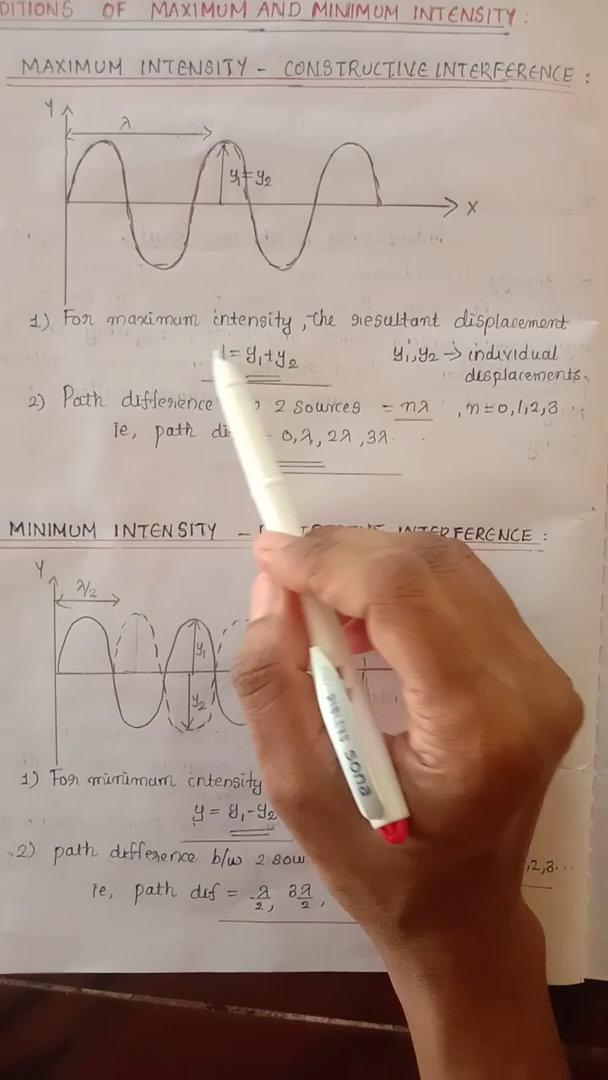 DITIONS OF MAXIMUM AND MINIMUM INTENSITY :
MAXIMUM INTENSITY - CONSTRUCTIVE INTERFERENCE :
Y
λ
y₁=y₂
X
1) For maximum intensity, the resultant displacement
= y₁+y₂
y₁,y₂ → individual
displacements.
2) Path difference 2 sources = nλ , n=0,1,2,3...
ie, path di 0,λ,2λ,3λ....
MINIMUM INTENSITY - INTERFERENCE :
Y
λ/2
y₁
y₂
1) For minimum intensity
y = y₁-y₂
2) path difference b/w 2 sou
,2,3...
ie, path dif = λ/2, 3λ/2,
sona